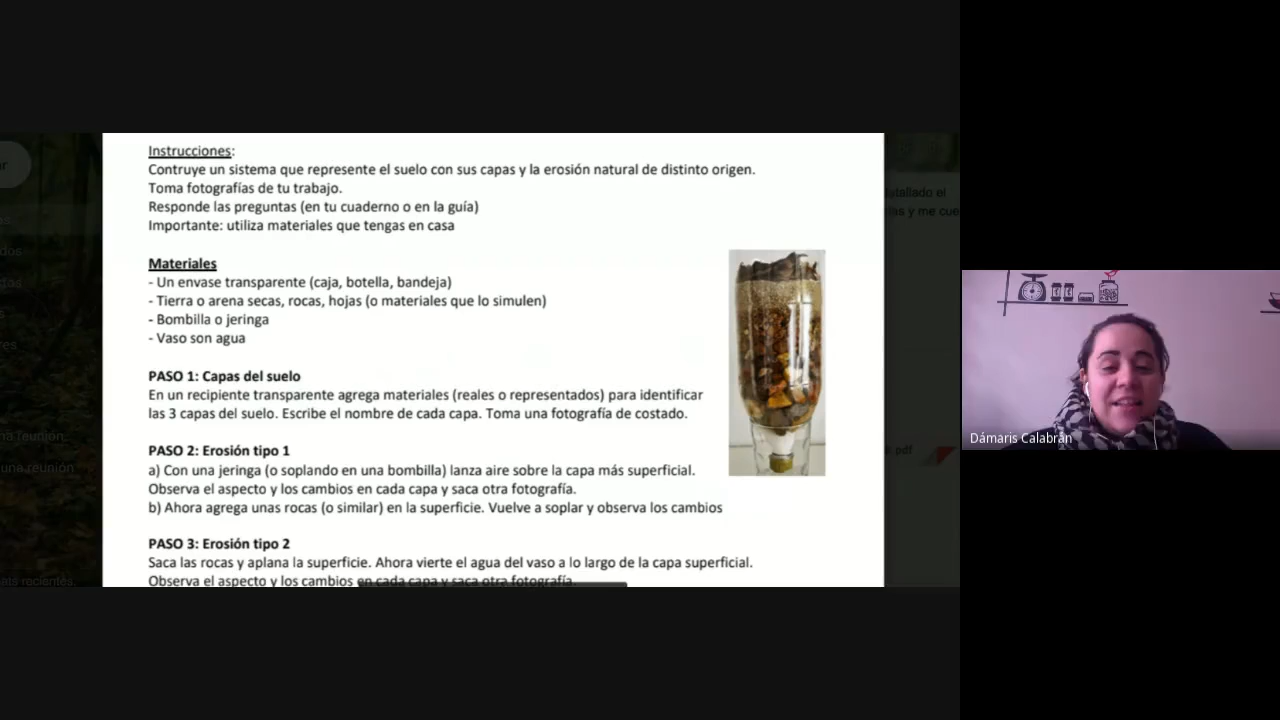 Instrucciones:
Contruye un sistema que represente el suelo con sus capas y la erosión natural de distinto origen.
Toma fotografías de tu trabajo.
Responde las preguntas (en tu cuaderno o en la guía)
Importante: utiliza materiales que tengas en casa
Materiales
- Un envase transparente (caja, botella, bandeja)
- Tierra o arena secas, rocas, hojas (o materiales que lo simulen)
- Bombilla o jeringa
- Vaso son agua
PASO 1: Capas del suelo
En un recipiente transparente agrega materiales (reales o representados) para identificar
las 3 capas del suelo. Escribe el nombre de cada capa. Toma una fotografía de costado.
PASO 2: Erosión tipo 1
a) Con una jeringa (o soplando en una bombilla) lanza aire sobre la capa más superficial.
Observa el aspecto y los cambios en cada capa y saca otra fotografía.
b) Ahora agrega unas rocas (o similar) en la superficie. Vuelve a soplar y observa los cambios
PASO 3: Erosión tipo 2
Saca las rocas y aplana la superficie. Ahora vierte el agua del vaso a lo largo de la capa superficial.
Observa el aspecto y los cambios en cada capa y saca otra fotografía.
y me cue
pdf
una reunión
ats recientes.
Dámaris Calabrán